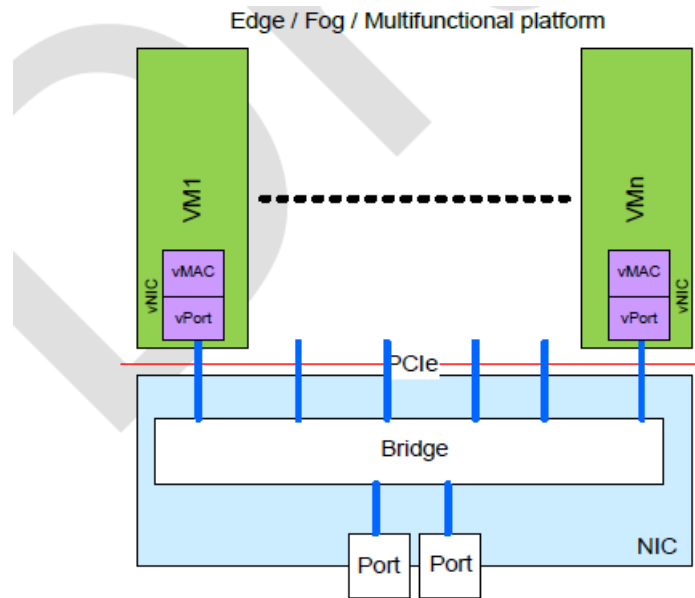 Edge / Fog / Multifunctional platform
VM1
VMn
vNIC
vMAC
vPort
vMAC
vPort
vNIC
PCIe
Bridge
NIC
Port
Port